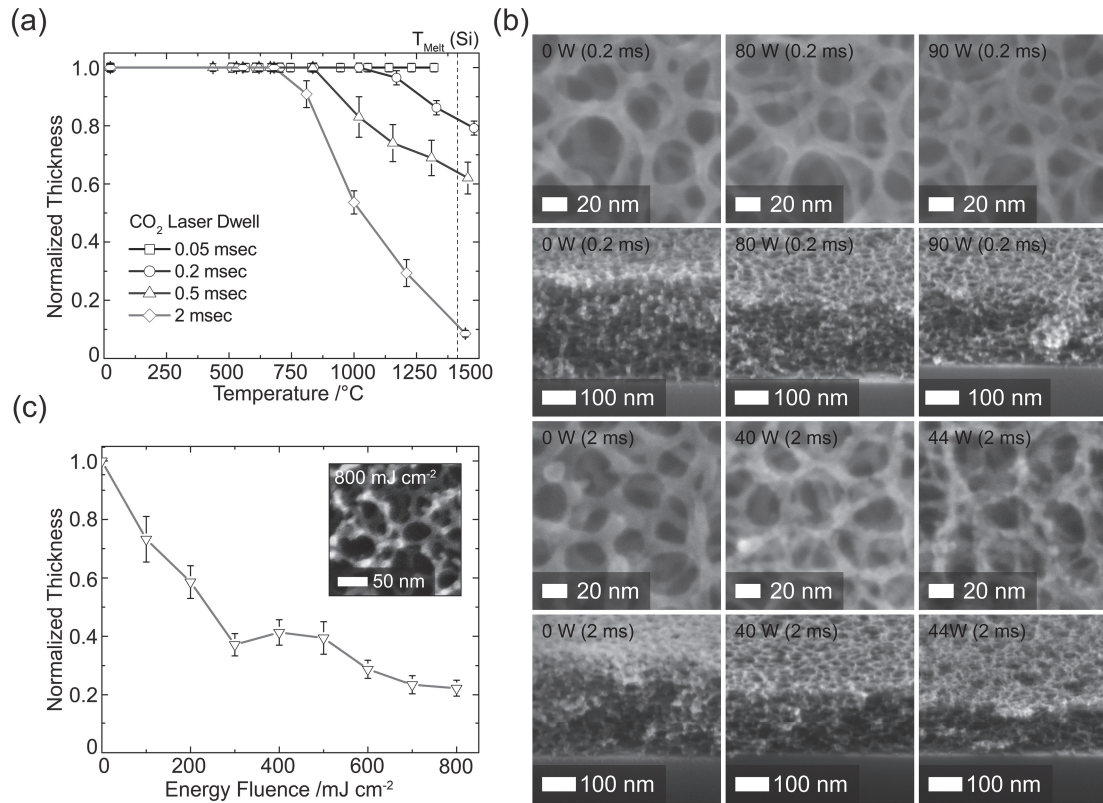 (a)
T_Melt (Si)
1.0
0.8
0.6
0.4
0.2
0
Normalized Thickness
CO₂ Laser Dwell
0.05 msec
0.2 msec
0.5 msec
2 msec
0 250 500 750 1000 1250 1500
Temperature /°C
(b)
0 W (0.2 ms)
20 nm
80 W (0.2 ms)
20 nm
90 W (0.2 ms)
20 nm
0 W (0.2 ms)
100 nm
80 W (0.2 ms)
100 nm
90 W (0.2 ms)
100 nm
0 W (2 ms)
20 nm
40 W (2 ms)
20 nm
44 W (2 ms)
20 nm
0 W (2 ms)
100 nm
40 W (2 ms)
100 nm
44W (2 ms)
100 nm
(c)
1.0
0.8
0.6
0.4
0.2
0
Normalized Thickness
800 mJ cm⁻²
50 nm
0 200 400 600 800
Energy Fluence /mJ cm⁻²